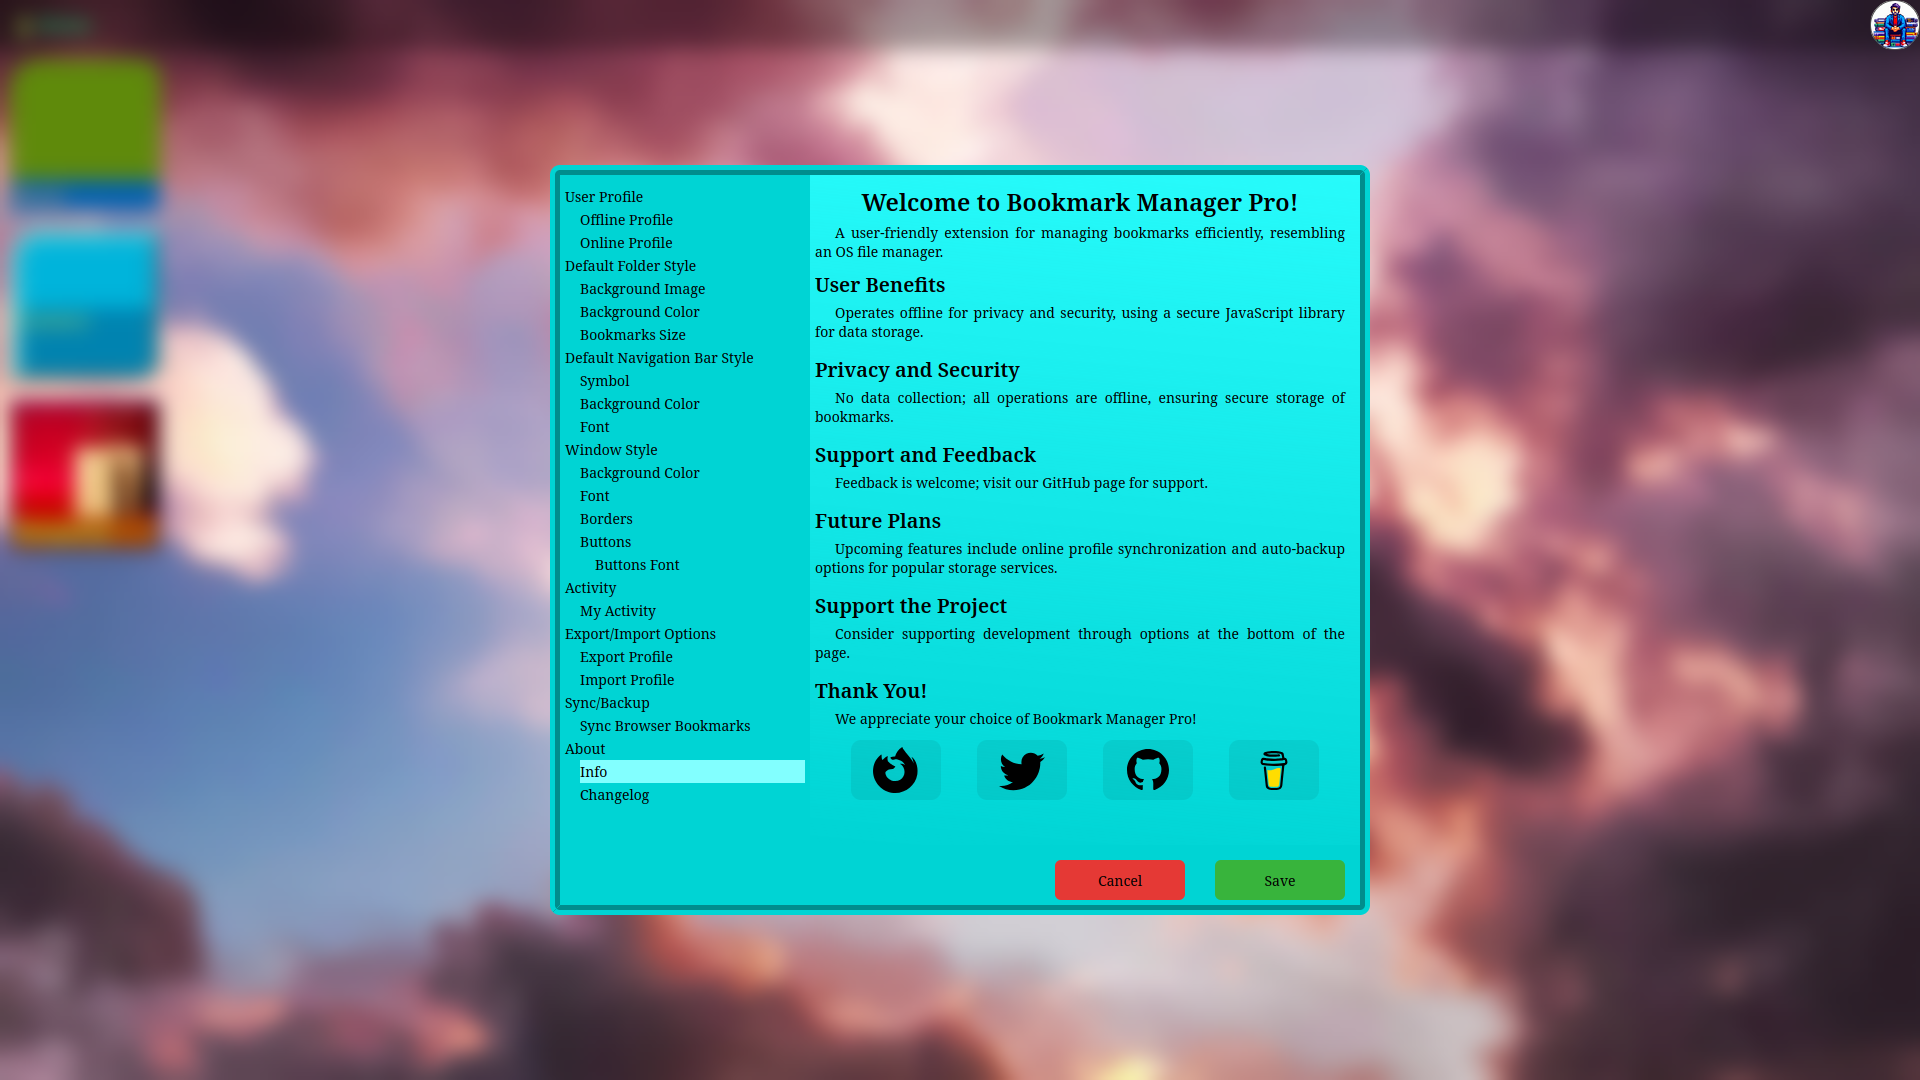 User Profile
Offline Profile
Online Profile
Default Folder Style
Background Image
Background Color
Bookmarks Size
Default Navigation Bar Style
Symbol
Background Color
Font
Window Style
Background Color
Font
Borders
Buttons
Buttons Font
Activity
My Activity
Export/Import Options
Export Profile
Import Profile
Sync/Backup
Sync Browser Bookmarks
About
Info
Changelog
Welcome to Bookmark Manager Pro!
A user-friendly extension for managing bookmarks efficiently, resembling
an OS file manager.
User Benefits
Operates offline for privacy and security, using a secure JavaScript library
for data storage.
Privacy and Security
No data collection; all operations are offline, ensuring secure storage of
bookmarks.
Support and Feedback
Feedback is welcome; visit our GitHub page for support.
Future Plans
Upcoming features include online profile synchronization and auto-backup
options for popular storage services.
Support the Project
Consider supporting development through options at the bottom of the
page.
Thank You!
We appreciate your choice of Bookmark Manager Pro!
Cancel
Save